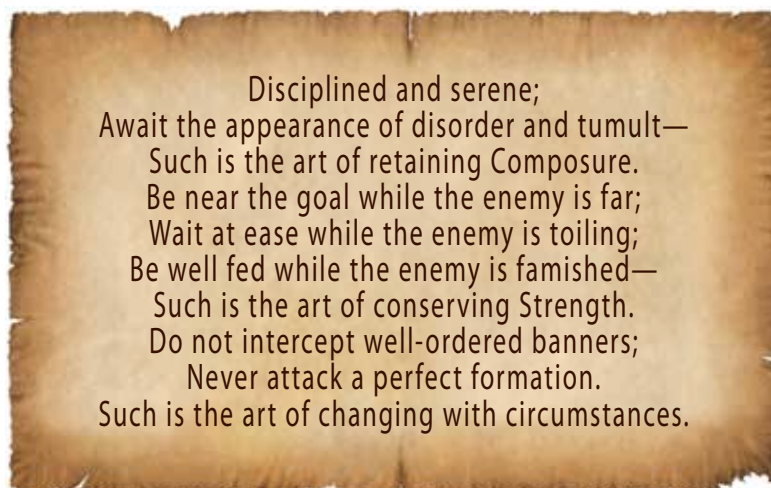 Disciplined and serene;
Await the appearance of disorder and tumult—
Such is the art of retaining Composure.
Be near the goal while the enemy is far;
Wait at ease while the enemy is toiling;
Be well fed while the enemy is famished—
Such is the art of conserving Strength.
Do not intercept well-ordered banners;
Never attack a perfect formation.
Such is the art of changing with circumstances.